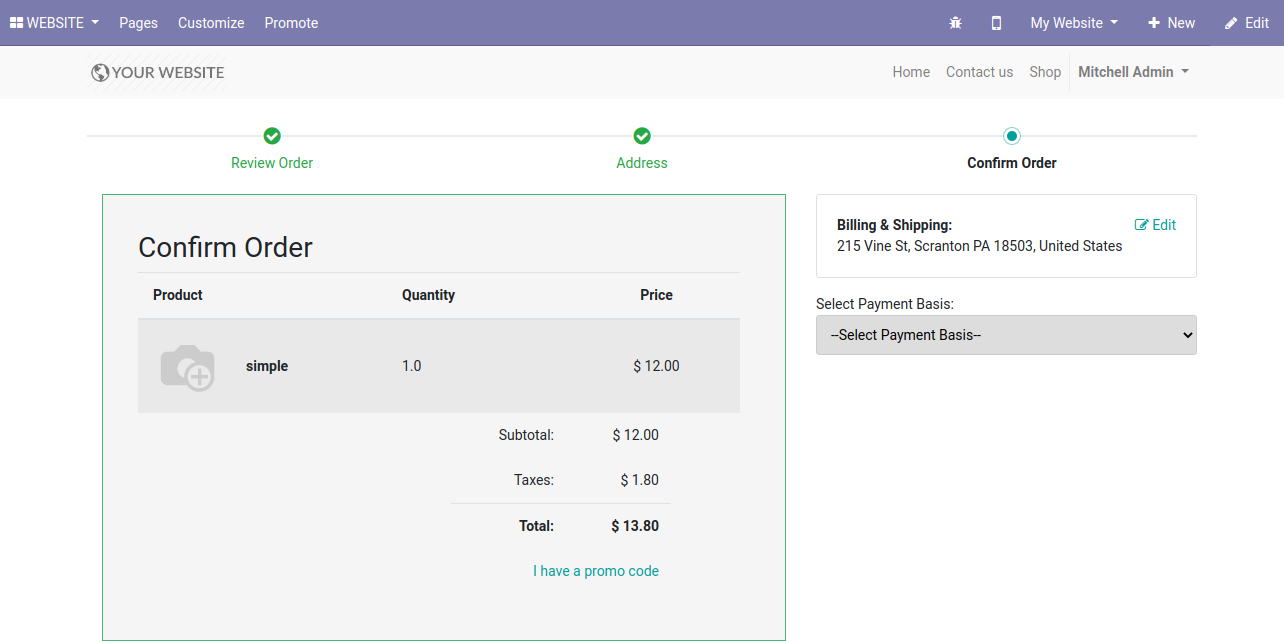 WEBSITE Pages Customize Promote My Website New Edit
YOUR WEBSITE Home Contact us Shop Mitchell Admin
Review Order Address Confirm Order
Confirm Order
Product Quantity Price
simple 1.0 $ 12.00
Subtotal: $ 12.00
Taxes: $ 1.80
Total: $ 13.80
I have a promo code
Billing & Shipping: Edit
215 Vine St, Scranton PA 18503, United States
Select Payment Basis:
--Select Payment Basis--